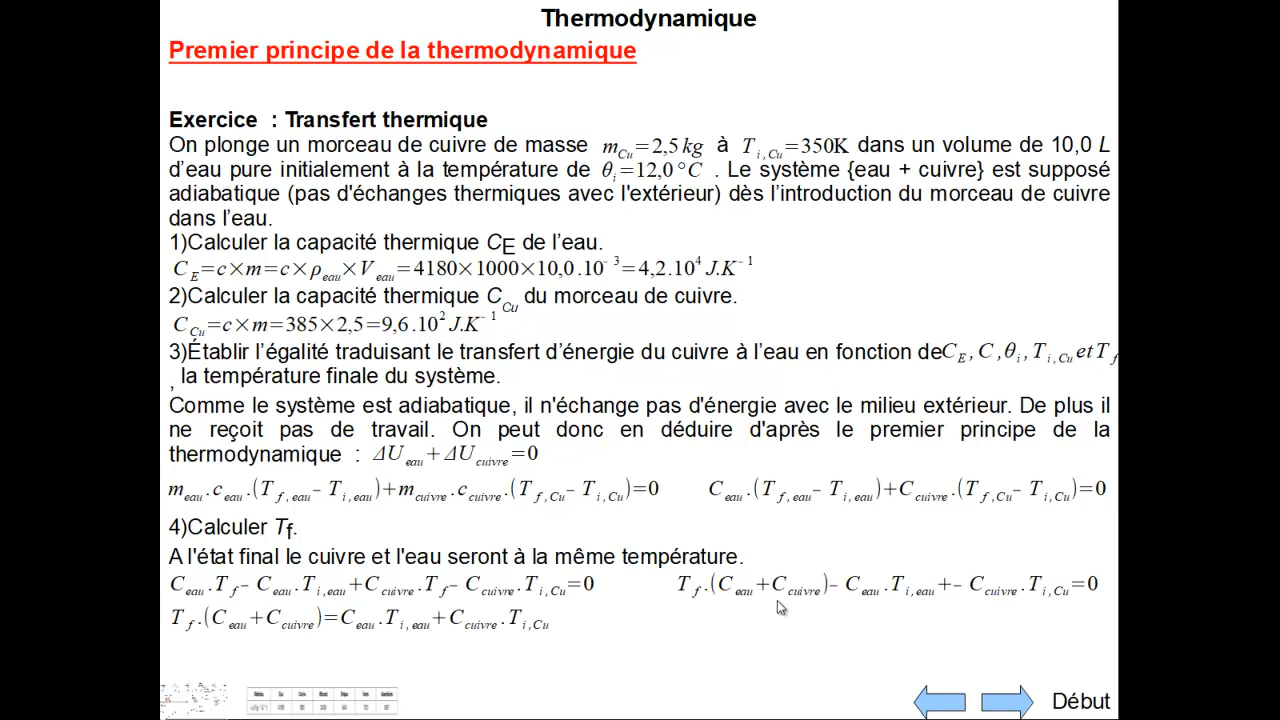 Thermodynamique
Premier principe de la thermodynamique
Exercice : Transfert thermique
On plonge un morceau de cuivre de masse m_Cu=2,5 kg à T_i,Cu=350K dans un volume de 10,0 L
d’eau pure initialement à la température de θ_i=12,0 °C . Le système {eau + cuivre} est supposé
adiabatique (pas d'échanges thermiques avec l'extérieur) dès l’introduction du morceau de cuivre
dans l’eau.
1)Calculer la capacité thermique C_E de l’eau.
C_E=c×m=c×ρ_eau×V_eau=4180×1000×10,0.10^-3=4,2.10^4 J.K^-1
2)Calculer la capacité thermique C_Cu du morceau de cuivre.
C_Cu=c×m=385×2,5=9,6.10^2 J.K^-1
3)Établir l’égalité traduisant le transfert d’énergie du cuivre à l’eau en fonction de C_E, C, θ_i, T_i,Cu et T_f
, la température finale du système.
Comme le système est adiabatique, il n'échange pas d'énergie avec le milieu extérieur. De plus il
ne reçoit pas de travail. On peut donc en déduire d'après le premier principe de la
thermodynamique : ΔU_eau+ΔU_cuivre=0
m_eau.c_eau.(T_f,eau−T_i,eau)+m_cuivre.c_cuivre.(T_f,Cu−T_i,Cu)=0 C_eau.(T_f,eau−T_i,eau)+C_cuivre.(T_f,Cu−T_i,Cu)=0
4)Calculer T_f.
A l'état final le cuivre et l'eau seront à la même température.
C_eau.T_f−C_eau.T_i,eau+C_cuivre.T_f−C_cuivre.T_i,Cu=0 T_f.(C_eau+C_cuivre)−C_eau.T_i,eau+−C_cuivre.T_i,Cu=0
T_f.(C_eau+C_cuivre)=C_eau.T_i,eau+C_cuivre.T_i,Cu
Début